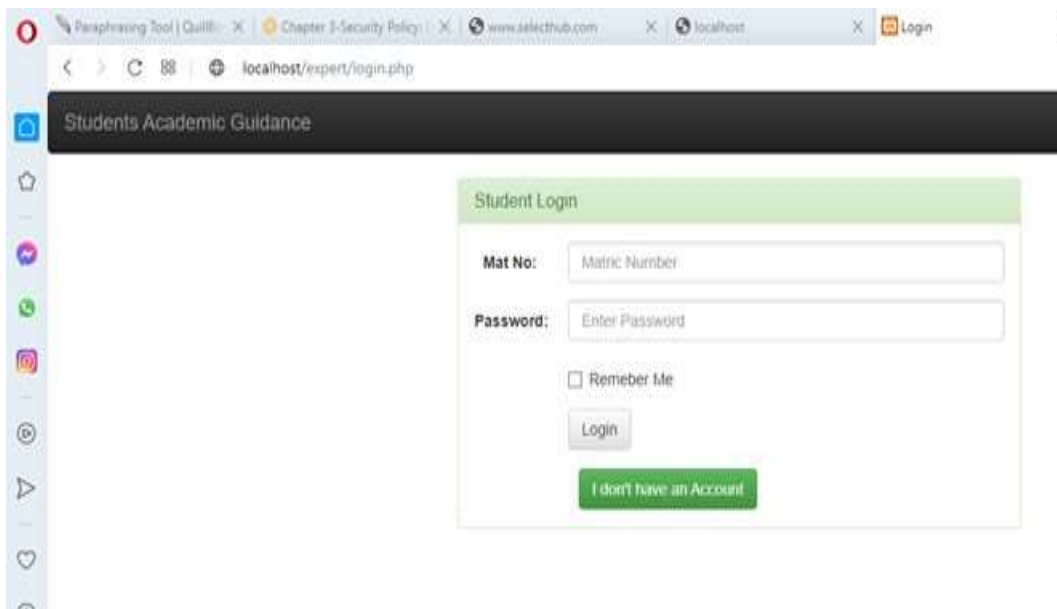 Paraphrasing Tool | QuillB
Chapter 3-Security Policy:
www.selecthub.com
localhost
Login
localhost/expert/login.php
Students Academic Guidance
Student Login
Mat No:
Matric Number
Password:
Enter Password
Remeber Me
Login
I don't have an Account